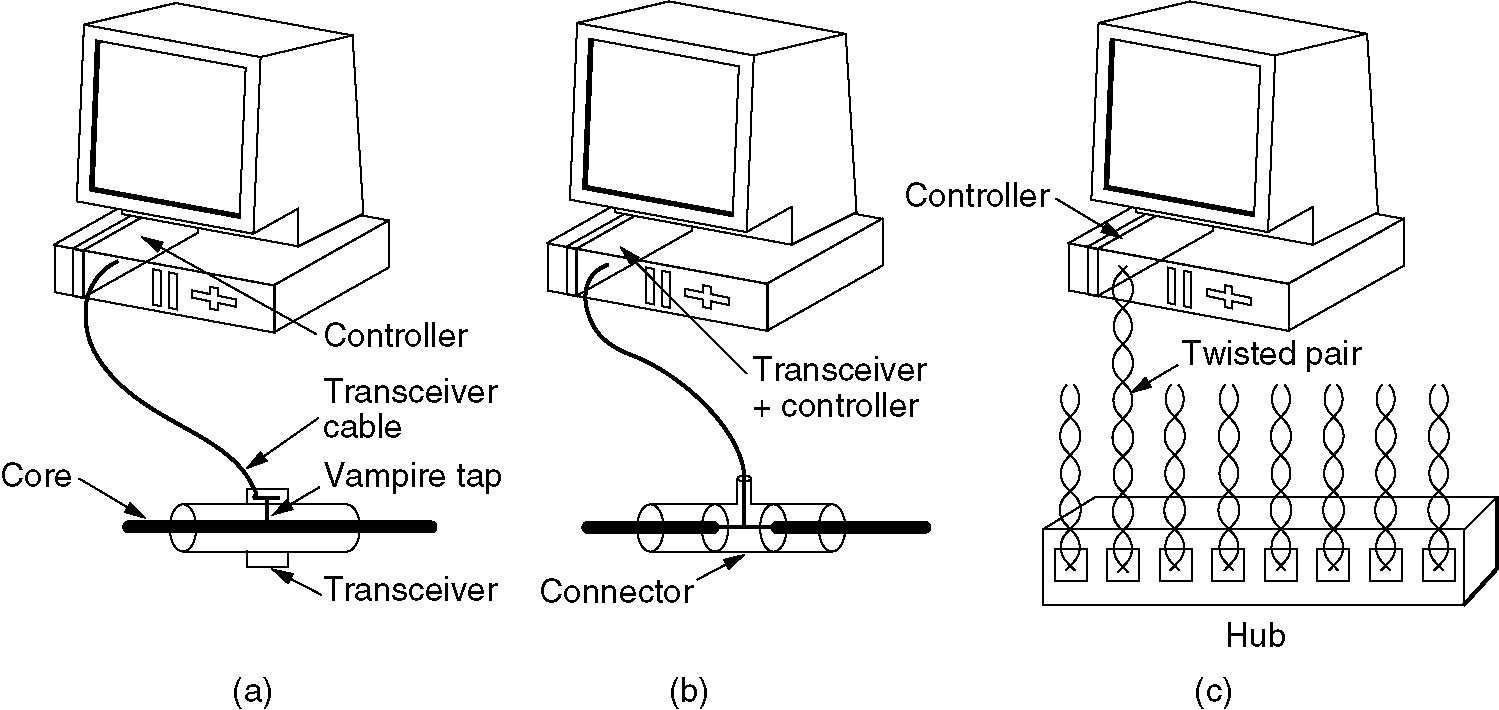 Controller
Transceiver
cable
Core
Vampire tap
Transceiver
(a)
Transceiver
+ controller
Connector
(b)
Controller
Twisted pair
Hub
(c)